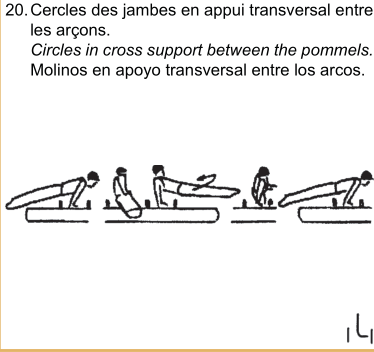 20. Cercles des jambes en appui transversal entre
les arçons.
Circles in cross support between the pommels.
Molinos en apoyo transversal entre los arcos.